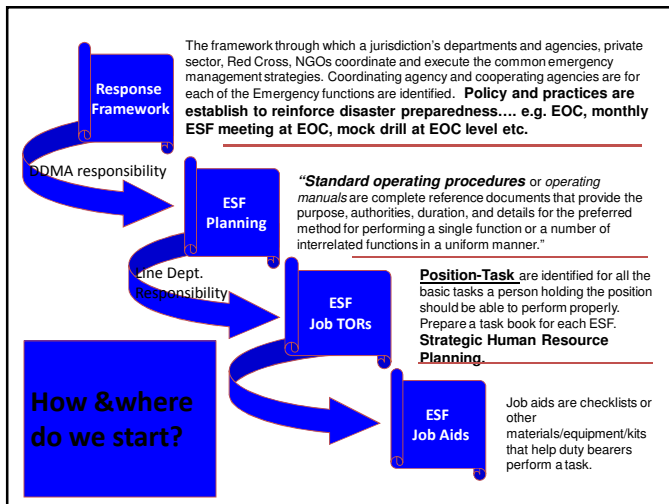 The framework through which a jurisdiction's departments and agencies, private
sector, Red Cross, NGOs coordinate and execute the common emergency
management strategies. Coordinating agency and cooperating agencies are for
each of the Emergency functions are identified. Policy and practices are
establish to reinforce disaster preparedness…. e.g. EOC, monthly
ESF meeting at EOC, mock drill at EOC level etc.
Response
Framework
DDMA responsibility
"Standard operating procedures or operating
manuals are complete reference documents that provide the
purpose, authorities, duration, and details for the preferred
method for performing a single function or a number of
interrelated functions in a uniform manner."
ESF
Planning
Line Dept.
Responsibility
Position-Task are identified for all the
basic tasks a person holding the position
should be able to perform properly.
Prepare a task book for each ESF.
Strategic Human Resource
Planning.
ESF
Job TORs
How &where
do we start?
ESF
Job Aids
Job aids are checklists or
other
materials/equipment/kits
that help duty bearers
perform a task.